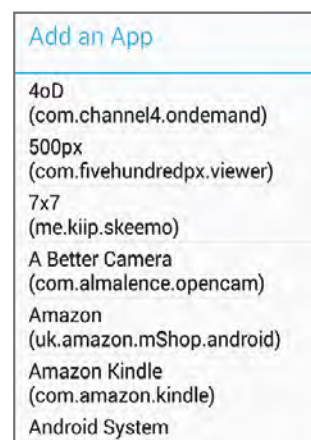 Add an App
4oD
(com.channel4.ondemand)
500px
(com.fivehundredpx.viewer)
7x7
(me.kiip.skeemo)
A Better Camera
(com.almalence.opencam)
Amazon
(uk.amazon.mShop.android)
Amazon Kindle
(com.amazon.kindle)
Android System